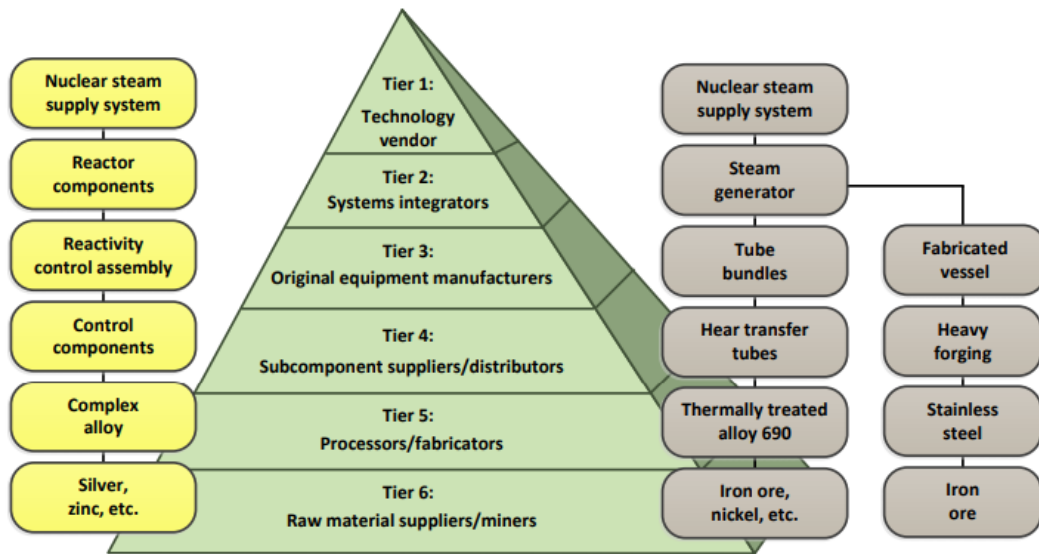 Nuclear steam
supply system
Reactor
components
Reactivity
control assembly
Control
components
Complex
alloy
Silver,
zinc, etc.
Tier 1:
Technology
vendor
Tier 2:
Systems integrators
Tier 3:
Original equipment manufacturers
Tier 4:
Subcomponent suppliers/distributors
Tier 5:
Processors/fabricators
Tier 6:
Raw material suppliers/miners
Nuclear steam
supply system
Steam
generator
Tube
bundles
Hear transfer
tubes
Thermally treated
alloy 690
Iron ore,
nickel, etc.
Fabricated
vessel
Heavy
forging
Stainless
steel
Iron
ore